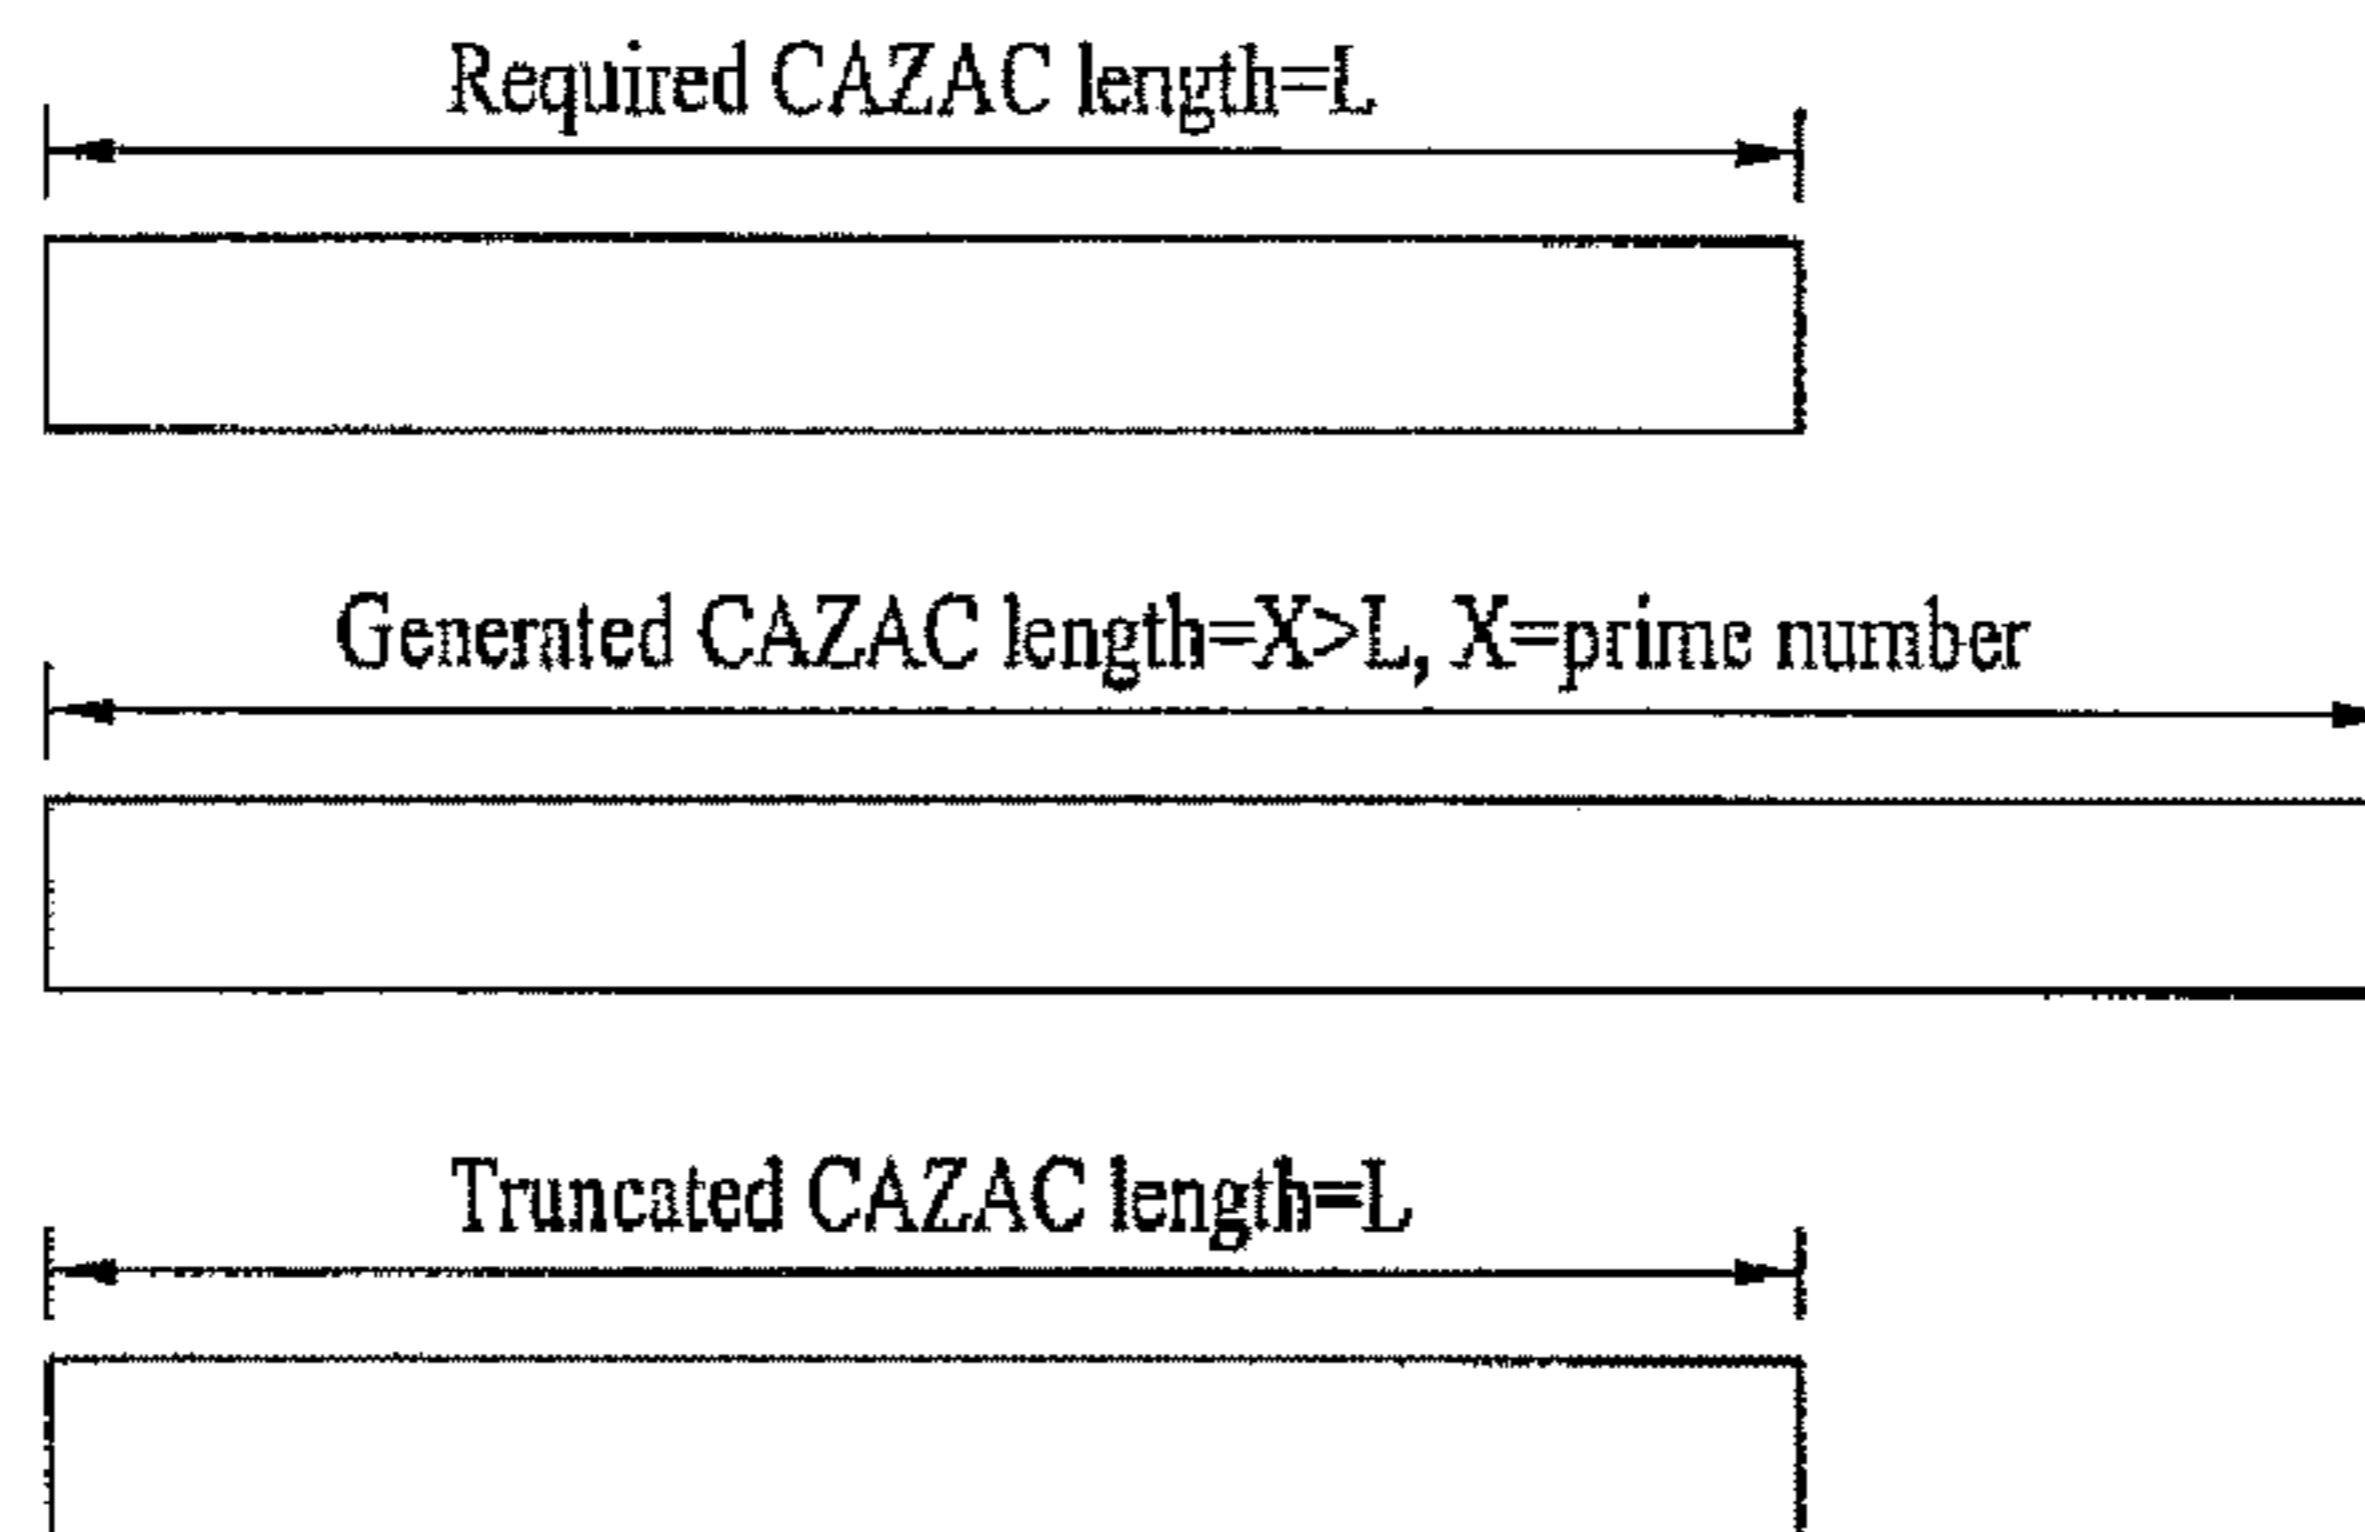 Required CAZAC length=L
Generated CAZAC length=X>L, X=prime number
Truncated CAZAC length=L